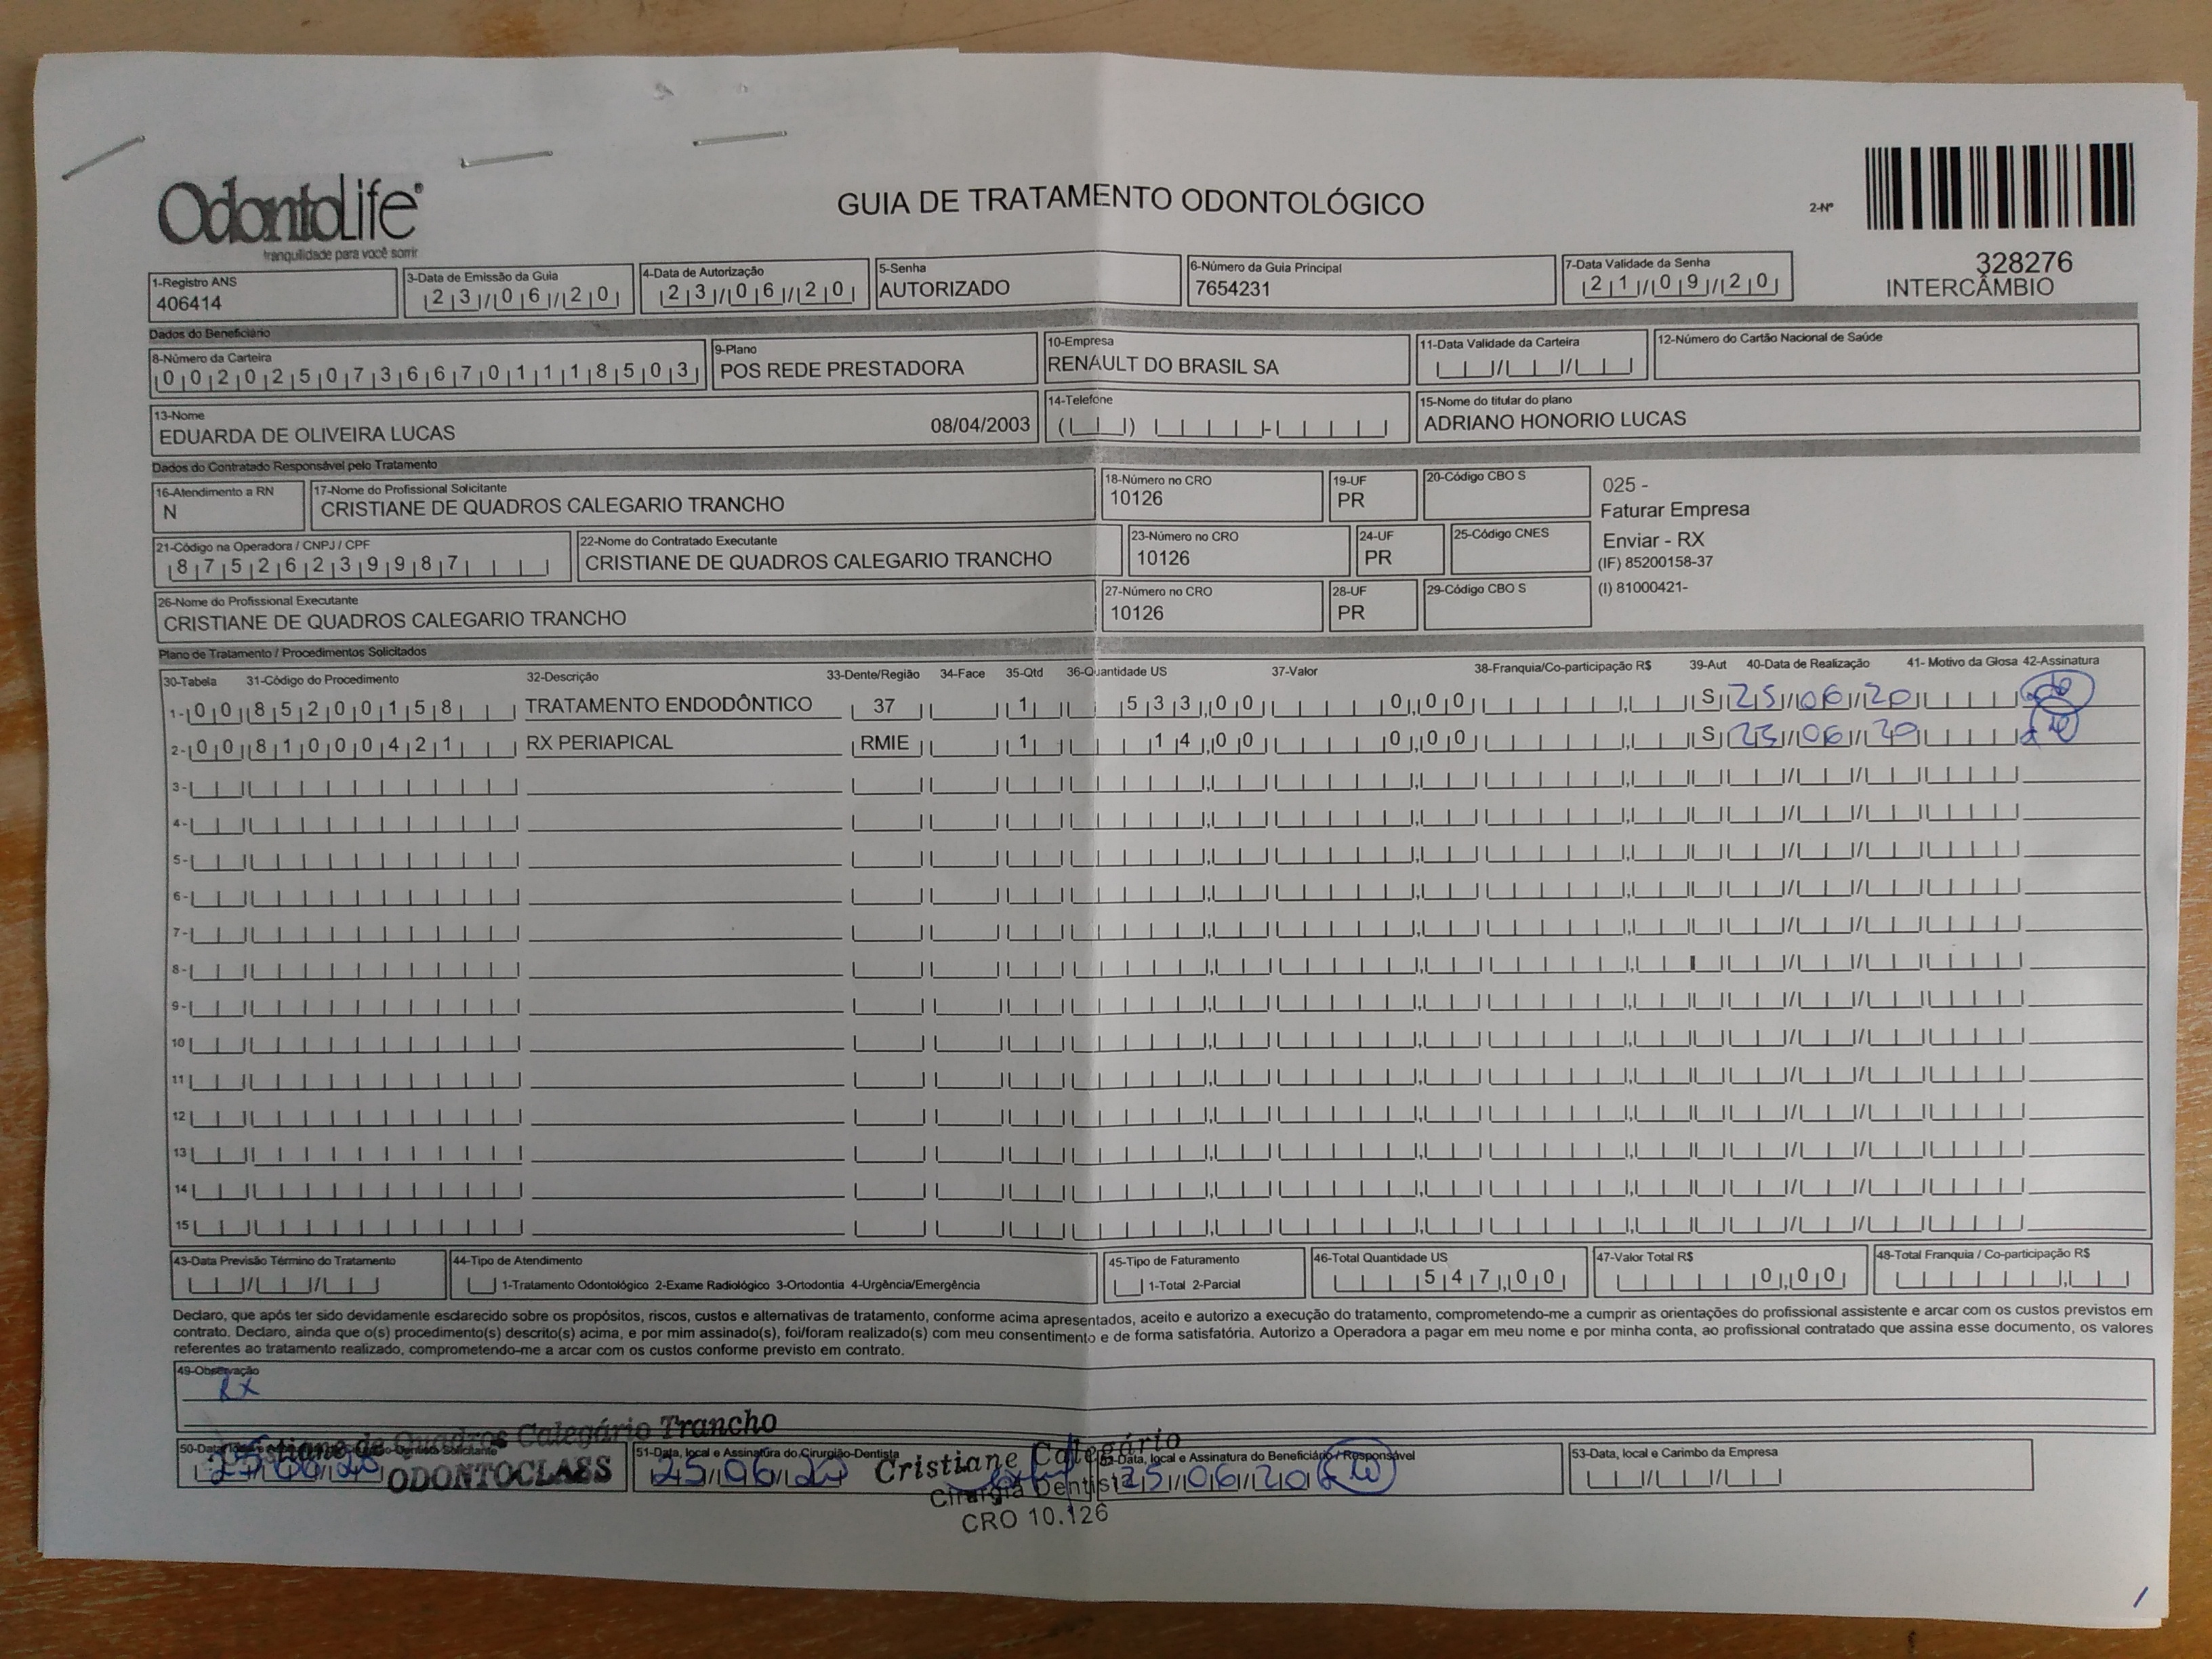 OdontoLife®
tranquilidade para você sorrir
GUIA DE TRATAMENTO ODONTOLÓGICO
2-Nº
328276
INTERCÂMBIO
1-Registro ANS
406414
3-Data de Emissão da Guia
23/06/20
4-Data de Autorização
23/06/20
5-Senha
AUTORIZADO
6-Número da Guia Principal
7654231
7-Data Validade da Senha
21/09/20
Dados do Beneficiário
8-Número da Carteira
00202507366701118503
9-Plano
POS REDE PRESTADORA
10-Empresa
RENAULT DO BRASIL SA
11-Data Validade da Carteira
12-Número do Cartão Nacional de Saúde
13-Nome
EDUARDA DE OLIVEIRA LUCAS 08/04/2003
14-Telefone
15-Nome do titular do plano
ADRIANO HONORIO LUCAS
Dados do Contratado Responsável pelo Tratamento
16-Atendimento a RN
N
17-Nome do Profissional Solicitante
CRISTIANE DE QUADROS CALEGARIO TRANCHO
18-Número no CRO
10126
19-UF
PR
20-Código CBO S
025 -
Faturar Empresa
Enviar - RX
(IF) 85200158-37
(I) 81000421-
21-Código na Operadora / CNPJ / CPF
87526239987
22-Nome do Contratado Executante
CRISTIANE DE QUADROS CALEGARIO TRANCHO
23-Número no CRO
10126
24-UF
PR
25-Código CNES
26-Nome do Profissional Executante
CRISTIANE DE QUADROS CALEGARIO TRANCHO
27-Número no CRO
10126
28-UF
PR
29-Código CBO S
Plano de Tratamento / Procedimentos Solicitados
30-Tabela 31-Código do Procedimento 32-Descrição 33-Dente/Região 34-Face 35-Qtd 36-Quantidade US 37-Valor 38-Franquia/Co-participação R$ 39-Aut 40-Data de Realização 41- Motivo da Glosa 42-Assinatura
1- 00 85200158 TRATAMENTO ENDODÔNTICO 37 1 533,00 0,00 S 25/06/20
2- 00 81000421 RX PERIAPICAL RMIE 1 14,00 0,00 S 25/06/20
3-
4-
5-
6-
7-
8-
9-
10
11
12
13
14
15
43-Data Previsão Término do Tratamento
44-Tipo de Atendimento
1-Tratamento Odontológico 2-Exame Radiológico 3-Ortodontia 4-Urgência/Emergência
45-Tipo de Faturamento
1-Total 2-Parcial
46-Total Quantidade US
547,00
47-Valor Total R$
0,00
48-Total Franquia / Co-participação R$
Declaro, que após ter sido devidamente esclarecido sobre os propósitos, riscos, custos e alternativas de tratamento, conforme acima apresentados, aceito e autorizo a execução do tratamento, comprometendo-me a cumprir as orientações do profissional assistente e arcar com os custos previstos em
contrato. Declaro, ainda que o(s) procedimento(s) descrito(s) acima, e por mim assinado(s), foi/foram realizado(s) com meu consentimento e de forma satisfatória. Autorizo a Operadora a pagar em meu nome e por minha conta, ao profissional contratado que assina esse documento, os valores
referentes ao tratamento realizado, comprometendo-me a arcar com os custos conforme previsto em contrato.
49-Observação
RX
Cristiane de Quadros Calegário Trancho
ODONTOCLASS
25/06/20
51-Data, local e Assinatura do Cirurgião-Dentista
25/06/20
Cristiane Calegário
Cirurgiã Dentista
CRO 10.126
52-Data, local e Assinatura do Beneficiário / Responsável
25/06/20
53-Data, local e Carimbo da Empresa